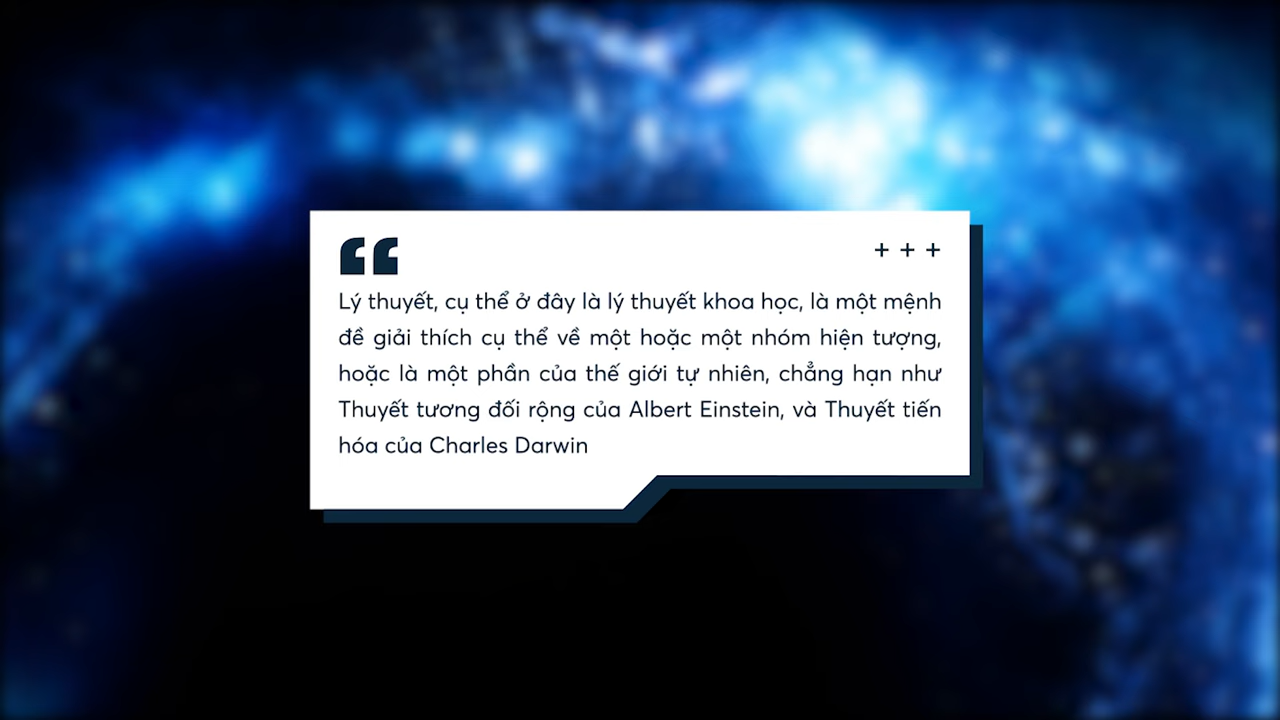 Lý thuyết, cụ thể ở đây là lý thuyết khoa học, là một mệnh
đề giải thích cụ thể về một hoặc một nhóm hiện tượng,
hoặc là một phần của thế giới tự nhiên, chẳng hạn như
Thuyết tương đối rộng của Albert Einstein, và Thuyết tiến
hóa của Charles Darwin